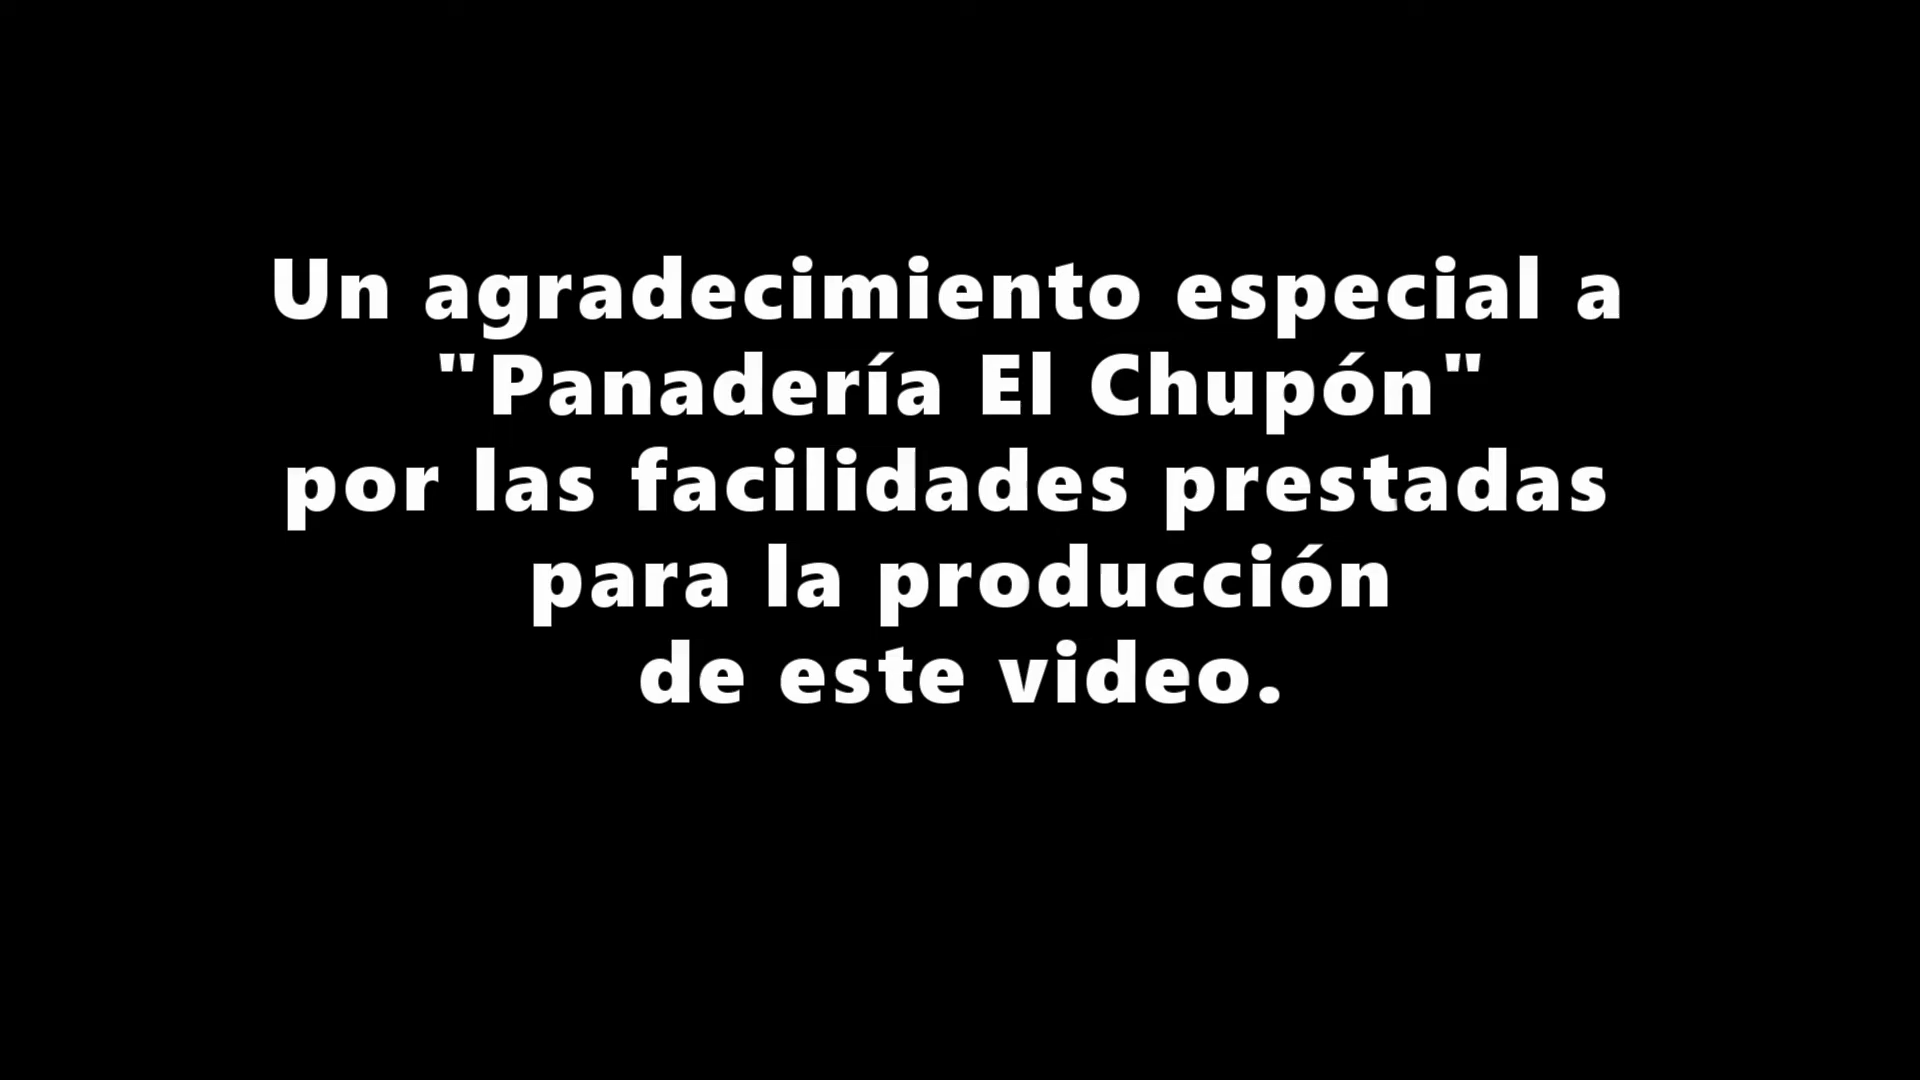 Un agradecimiento especial a
"Panadería El Chupón"
por las facilidades prestadas
para la producción
de este video.